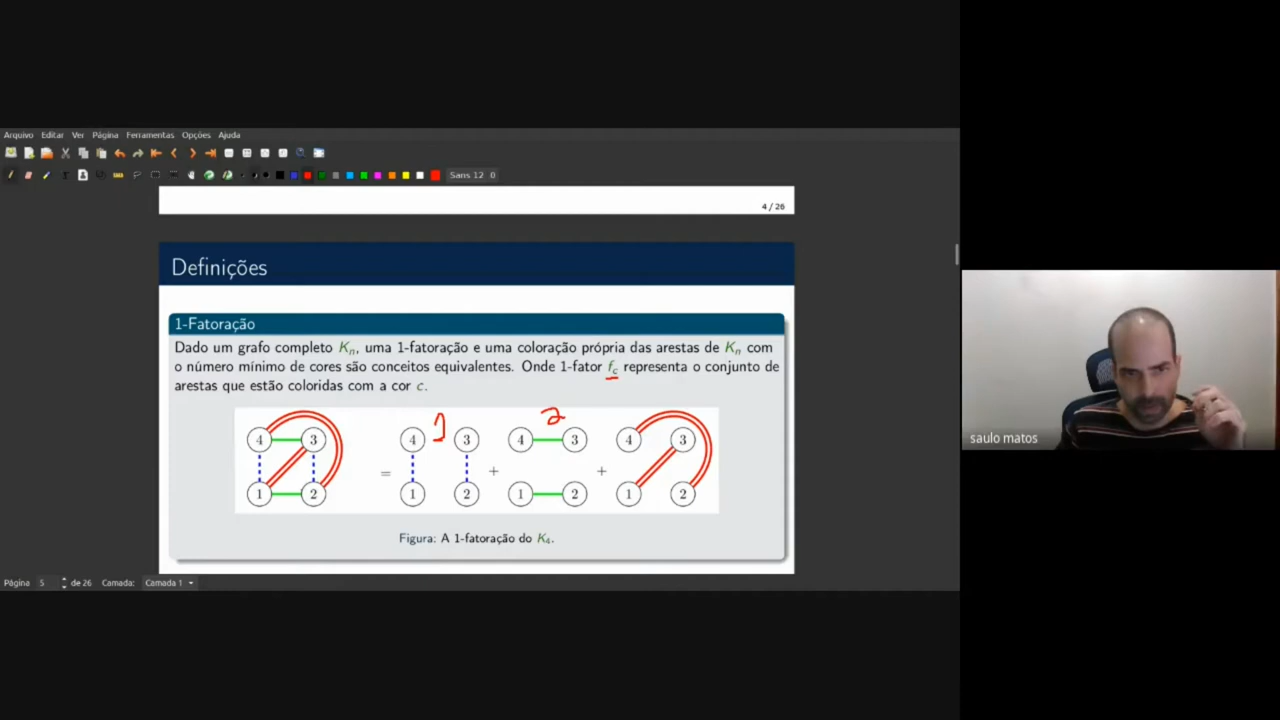 Arquivo Editar Ver Página Ferramentas Opções Ajuda
Sans 12 0
4 / 26
Definições
1-Fatoração
Dado um grafo completo Kn, uma 1-fatoração e uma coloração própria das arestas de Kn com
o número mínimo de cores são conceitos equivalentes. Onde 1-fator fc representa o conjunto de
arestas que estão coloridas com a cor c.
1 2
4 3 4 3 4 3 4 3
= + +
1 2 1 2 1 2 1 2
Figura: A 1-fatoração do K4.
Página 5 de 26 Camada: Camada 1
saulo matos